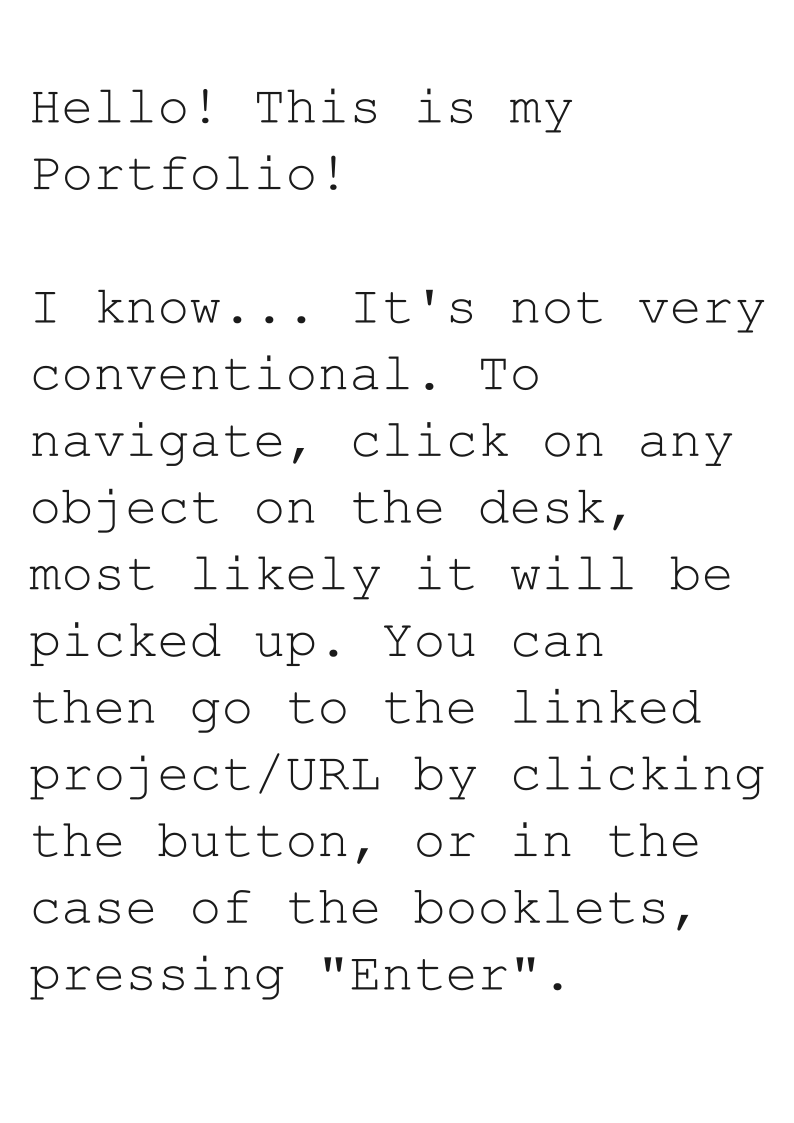 Hello! This is my
Portfolio!
I know... It's not very
conventional. To
navigate, click on any
object on the desk,
most likely it will be
picked up. You can
then go to the linked
project/URL by clicking
the button, or in the
case of the booklets,
pressing "Enter".